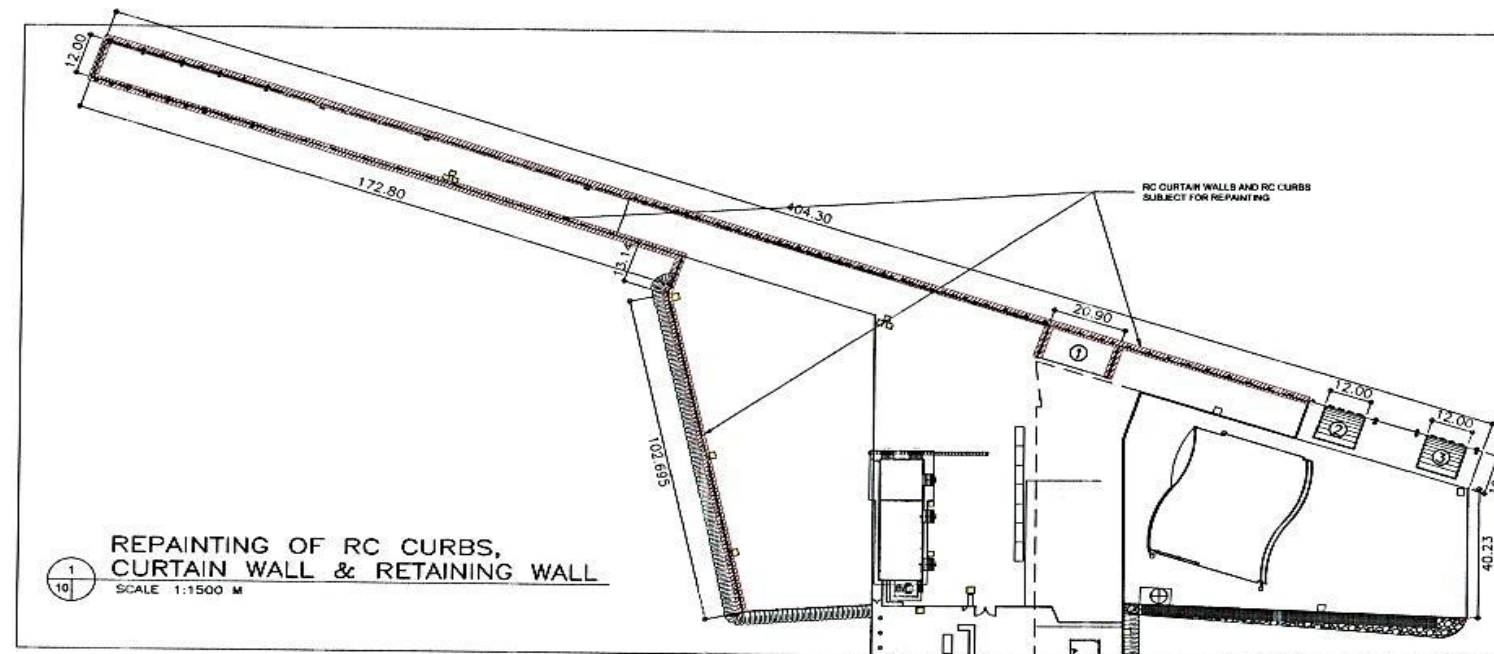 12.00
172.80
404.30
RC CURTAIN WALLS AND RC CURBS
SUBJECT FOR REPAINTING
13.14
20.90
1
12.00
2
12.00
3
102.695
40.23
1
10
REPAINTING OF RC CURBS,
CURTAIN WALL & RETAINING WALL
SCALE 1:1500 M